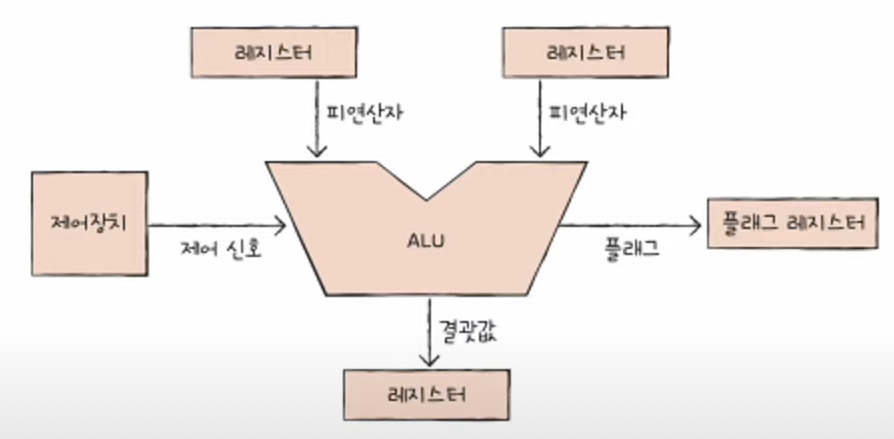 레지스터
레지스터
피연산자
피연산자
제어장치
제어 신호
ALU
플래그
플래그 레지스터
결괏값
레지스터